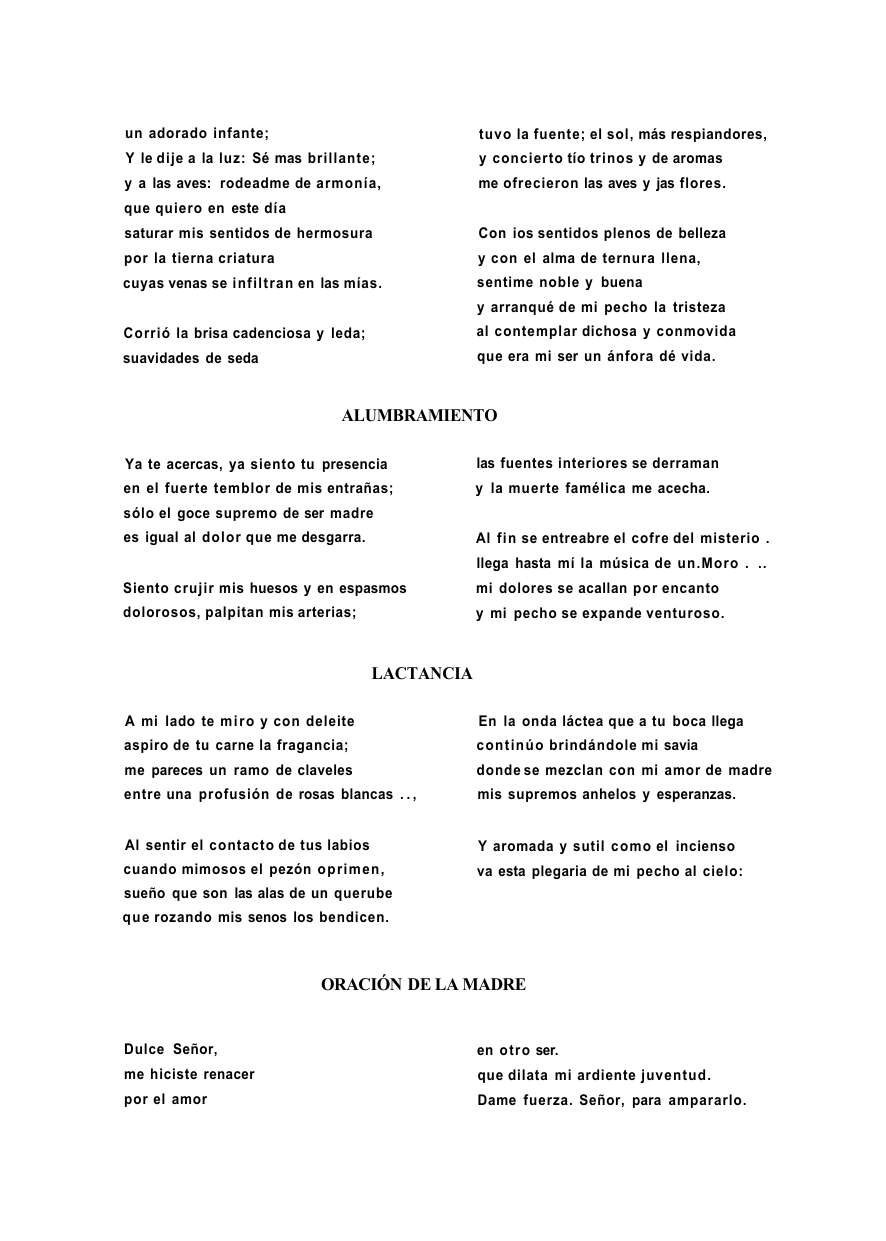 un adorado infante;
Y le dije a la luz: Sé mas brillante;
y a las aves: rodeadme de armonía,
que quiero en este día
saturar mis sentidos de hermosura
por la tierna criatura
cuyas venas se infiltran en las mías.
Corrió la brisa cadenciosa y leda;
suavidades de seda
tuvo la fuente; el sol, más respiandores,
y concierto tío trinos y de aromas
me ofrecieron las aves y jas flores.
Con ios sentidos plenos de belleza
y con el alma de ternura llena,
sentime noble y buena
y arranqué de mi pecho la tristeza
al contemplar dichosa y conmovida
que era mi ser un ánfora dé vida.
ALUMBRAMIENTO
Ya te acercas, ya siento tu presencia
en el fuerte temblor de mis entrañas;
sólo el goce supremo de ser madre
es igual al dolor que me desgarra.
Siento crujir mis huesos y en espasmos
dolorosos, palpitan mis arterias;
las fuentes interiores se derraman
y la muerte famélica me acecha.
Al fin se entreabre el cofre del misterio .
llega hasta mí la música de un.Moro . ..
mi dolores se acallan por encanto
y mi pecho se expande venturoso.
LACTANCIA
A mi lado te miro y con deleite
aspiro de tu carne la fragancia;
me pareces un ramo de claveles
entre una profusión de rosas blancas ..,
Al sentir el contacto de tus labios
cuando mimosos el pezón oprimen,
sueño que son las alas de un querube
que rozando mis senos los bendicen.
En la onda láctea que a tu boca llega
continúo brindándole mi savia
donde se mezclan con mi amor de madre
mis supremos anhelos y esperanzas.
Y aromada y sutil como el incienso
va esta plegaria de mi pecho al cielo:
ORACIÓN DE LA MADRE
Dulce Señor,
me hiciste renacer
por el amor
en otro ser.
que dilata mi ardiente juventud.
Dame fuerza. Señor, para ampararlo.